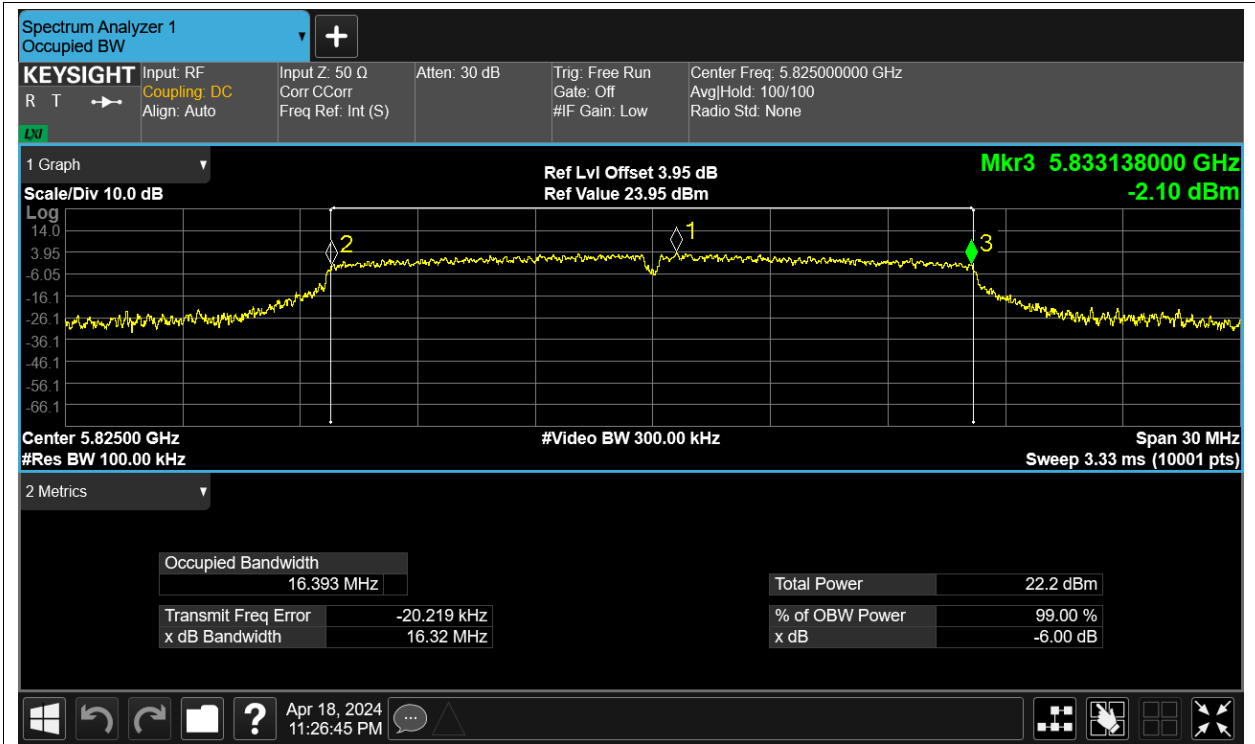 Spectrum Analyzer 1
Occupied BW
KEYSIGHT
R T
LXI
Input: RF
Coupling: DC
Align: Auto
Input Z: 50 Ω
Corr CCorr
Freq Ref: Int (S)
Atten: 30 dB
Trig: Free Run
Gate: Off
#IF Gain: Low
Center Freq: 5.825000000 GHz
Avg|Hold: 100/100
Radio Std: None
1 Graph
Scale/Div 10.0 dB
Ref Lvl Offset 3.95 dB
Ref Value 23.95 dBm
Mkr3 5.833138000 GHz
-2.10 dBm
Log
14.0
3.95
-6.05
-16.1
-26.1
-36.1
-46.1
-56.1
-66.1
2
1
3
Center 5.82500 GHz
#Video BW 300.00 kHz
Span 30 MHz
#Res BW 100.00 kHz
Sweep 3.33 ms (10001 pts)
2 Metrics
Occupied Bandwidth
16.393 MHz
Transmit Freq Error -20.219 kHz
x dB Bandwidth 16.32 MHz
Total Power 22.2 dBm
% of OBW Power 99.00 %
x dB -6.00 dB
?
Apr 18, 2024
11:26:45 PM